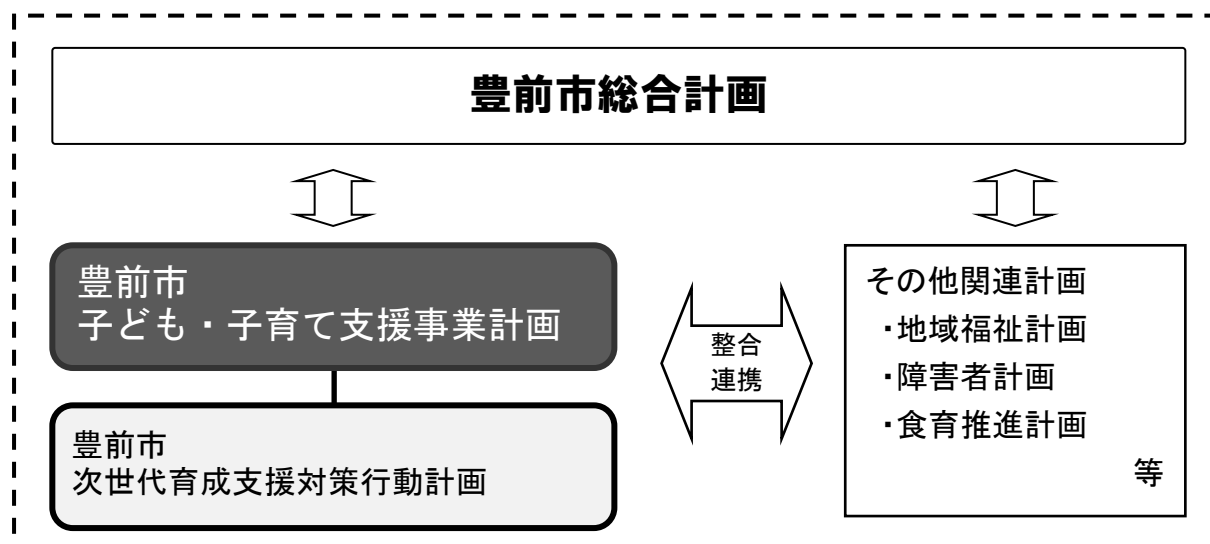 豊前市総合計画
豊前市
子ども・子育て支援事業計画
整合
連携
その他関連計画
・地域福祉計画
・障害者計画
・食育推進計画
等
豊前市
次世代育成支援対策行動計画